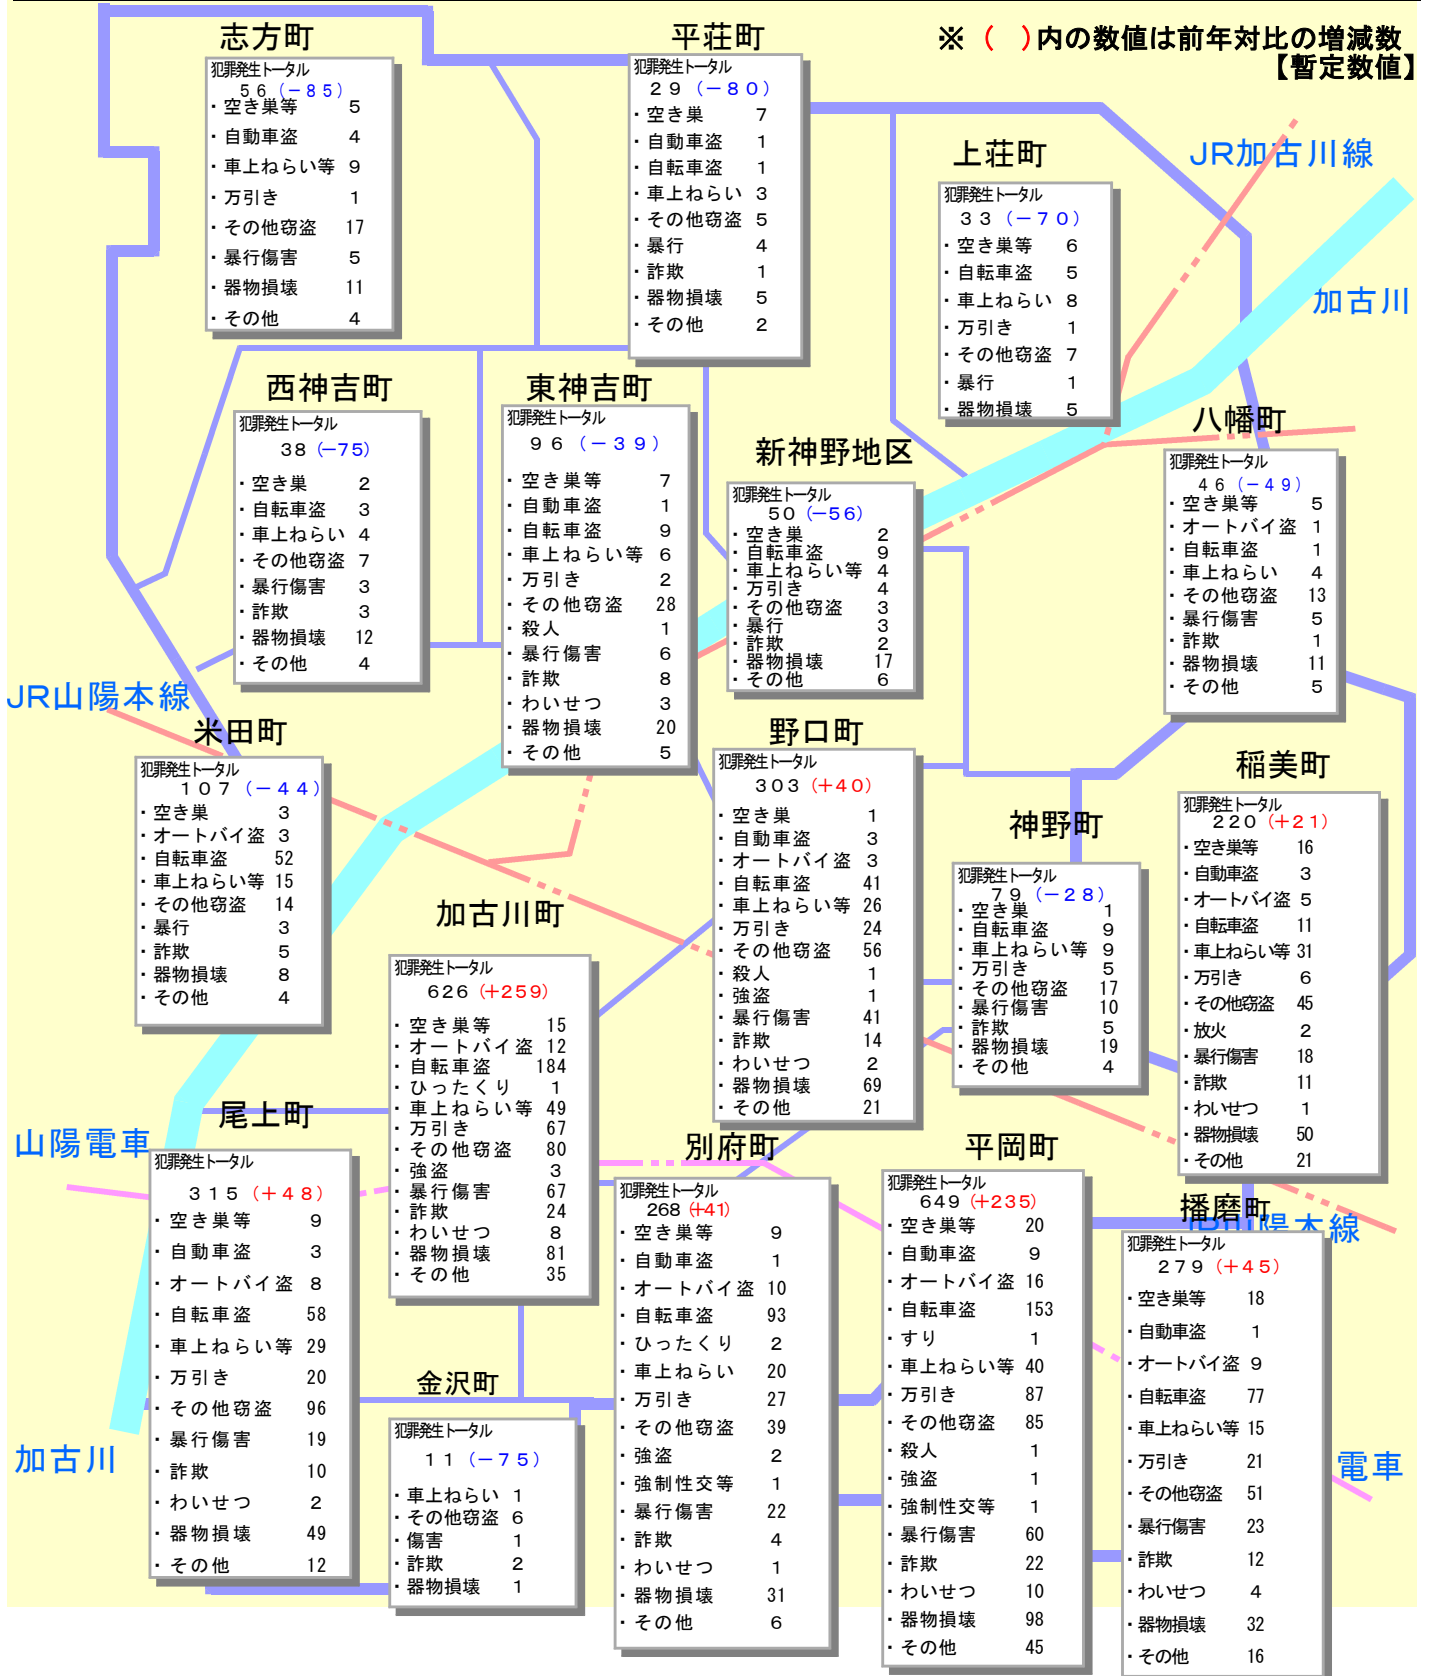 ※（　）内の数値は前年対比の増減数
【暫定数値】
志方町
犯罪発生トータル
５６（－８５）
・空き巣等 5
・自動車盗 4
・車上ねらい等 9
・万引き 1
・その他窃盗 17
・暴行傷害 5
・器物損壊 11
・その他 4
平荘町
犯罪発生トータル
２９（－８０）
・空き巣 7
・自動車盗 1
・自転車盗 1
・車上ねらい 3
・その他窃盗 5
・暴行 4
・詐欺 1
・器物損壊 5
・その他 2
上荘町
犯罪発生トータル
３３（－７０）
・空き巣等 6
・自転車盗 5
・車上ねらい 8
・万引き 1
・その他窃盗 7
・暴行 1
・器物損壊 5
JR加古川線
加古川
西神吉町
犯罪発生トータル
38（－75）
・空き巣 2
・自転車盗 3
・車上ねらい 4
・その他窃盗 7
・暴行傷害 3
・詐欺 3
・器物損壊 12
・その他 4
東神吉町
犯罪発生トータル
９６（－３９）
・空き巣等 7
・自動車盗 1
・自転車盗 9
・車上ねらい等 6
・万引き 2
・その他窃盗 28
・殺人 1
・暴行傷害 6
・詐欺 8
・わいせつ 3
・器物損壊 20
・その他 5
新神野地区
犯罪発生トータル
50（－56）
・空き巣 2
・自転車盗 9
・車上ねらい等 4
・万引き 4
・その他窃盗 3
・暴行 3
・詐欺 2
・器物損壊 17
・その他 6
八幡町
犯罪発生トータル
４６（－４９）
・空き巣等 5
・オートバイ盗 1
・自転車盗 1
・車上ねらい 4
・その他窃盗 13
・暴行傷害 5
・詐欺 1
・器物損壊 11
・その他 5
JR山陽本線
米田町
犯罪発生トータル
１０７（－４４）
・空き巣 3
・オートバイ盗 3
・自転車盗 52
・車上ねらい等 15
・その他窃盗 14
・暴行 3
・詐欺 5
・器物損壊 8
・その他 4
野口町
犯罪発生トータル
３０３（＋40）
・空き巣 1
・自動車盗 3
・オートバイ盗 3
・自転車盗 41
・車上ねらい等 26
・万引き 24
・その他窃盗 56
・殺人 1
・強盗 1
・暴行傷害 41
・詐欺 14
・わいせつ 2
・器物損壊 69
・その他 21
神野町
犯罪発生トータル
７９（－２８）
・空き巣 1
・自転車盗 9
・車上ねらい等 9
・万引き 5
・その他窃盗 17
・暴行傷害 10
・詐欺 5
・器物損壊 19
・その他 4
稲美町
犯罪発生トータル
２２０（＋２１）
・空き巣等 16
・自動車盗 3
・オートバイ盗 5
・自転車盗 11
・車上ねらい等 31
・万引き 6
・その他窃盗 45
・放火 2
・暴行傷害 18
・詐欺 11
・わいせつ 1
・器物損壊 50
・その他 21
加古川町
犯罪発生トータル
626（＋259）
・空き巣等 15
・オートバイ盗 12
・自転車盗 184
・ひったくり 1
・車上ねらい等 49
・万引き 67
・その他窃盗 80
・強盗 3
・暴行傷害 67
・詐欺 24
・わいせつ 8
・器物損壊 81
・その他 35
山陽電車
尾上町
犯罪発生トータル
３１５（＋４８）
・空き巣等 9
・自動車盗 3
・オートバイ盗 8
・自転車盗 58
・車上ねらい等 29
・万引き 20
・その他窃盗 96
・暴行傷害 19
・詐欺 10
・わいせつ 2
・器物損壊 49
・その他 12
加古川
金沢町
犯罪発生トータル
１１（－７５）
・車上ねらい 1
・その他窃盗 6
・傷害 1
・詐欺 2
・器物損壊 1
別府町
犯罪発生トータル
268（＋41）
・空き巣等 9
・自動車盗 1
・オートバイ盗 10
・自転車盗 93
・ひったくり 2
・車上ねらい 20
・万引き 27
・その他窃盗 39
・強盗 2
・強制性交等 1
・暴行傷害 22
・詐欺 4
・わいせつ 1
・器物損壊 31
・その他 6
平岡町
犯罪発生トータル
649（＋235）
・空き巣等 20
・自動車盗 9
・オートバイ盗 16
・自転車盗 153
・すり 1
・車上ねらい等 40
・万引き 87
・その他窃盗 85
・殺人 1
・強盗 1
・強制性交等 1
・暴行傷害 60
・詐欺 22
・わいせつ 10
・器物損壊 98
・その他 45
播磨町
JR山陽本線
犯罪発生トータル
２７９（＋４５）
・空き巣等 18
・自動車盗 1
・オートバイ盗 9
・自転車盗 77
・車上ねらい等 15
・万引き 21
・その他窃盗 51
・暴行傷害 23
・詐欺 12
・わいせつ 4
・器物損壊 32
・その他 16
電車